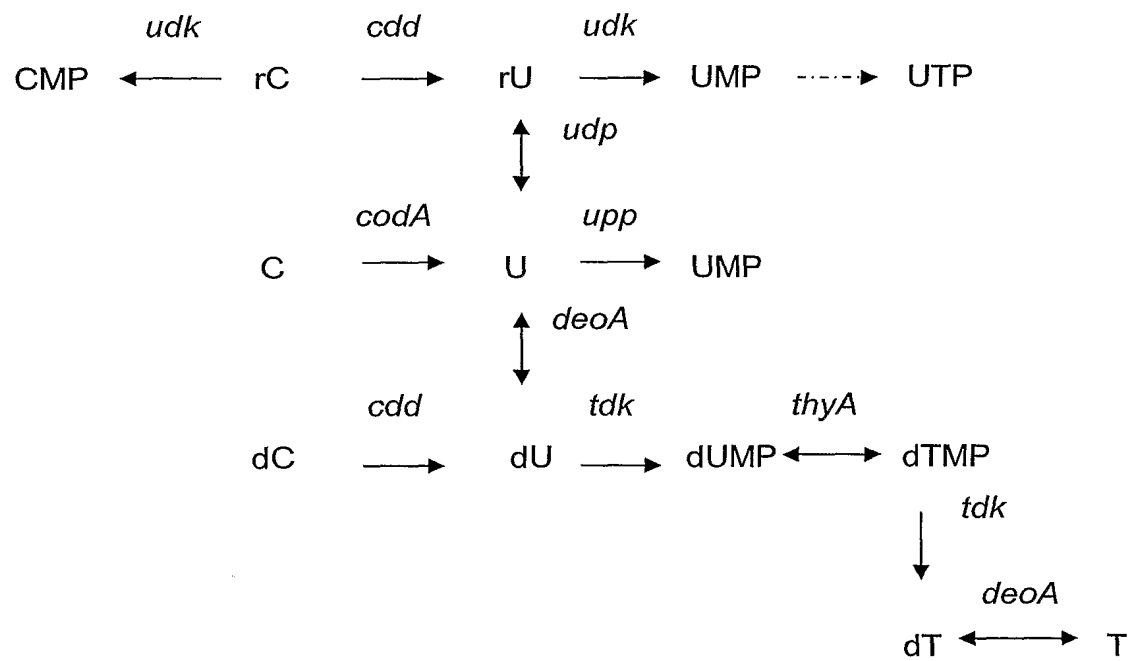 udk cdd udk
CMP rC rU UMP UTP
udp
codA upp
C U UMP
deoA
cdd tdk thyA
dC dU dUMP dTMP
tdk
deoA
dT T